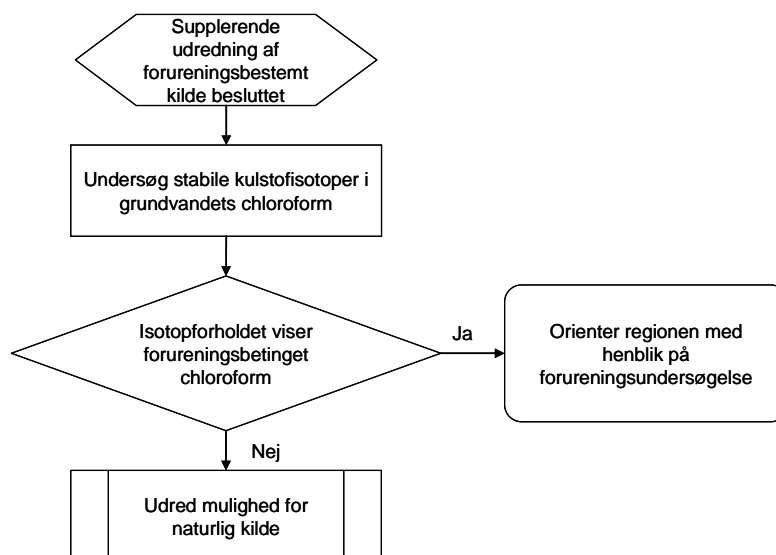 Supplerende
udredning af
forureningsbestemt
kilde besluttet
Undersøg stabile kulstofisotoper i
grundvandets chloroform
Isotopforholdet viser
forureningsbetinget
chloroform
Ja
Orienter regionen med
henblik på
forureningsundersøgelse
Nej
Udred mulighed for
naturlig kilde